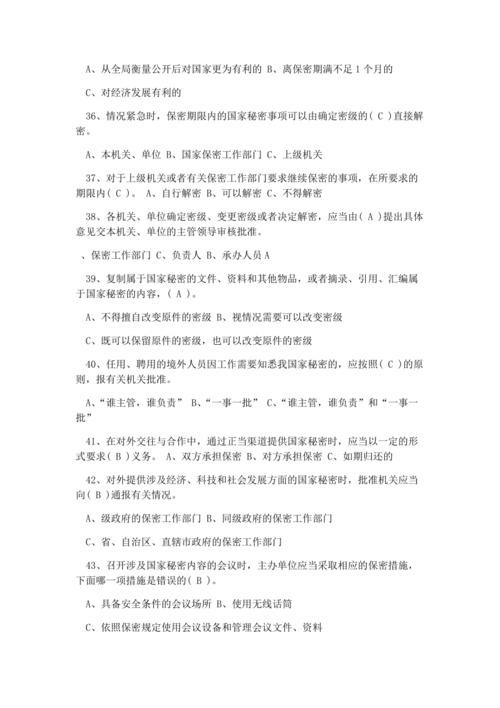 A、从全局衡量公开后对国家更为有利的 B、离保密期满不足1个月的
C、对经济发展有利的
36、情况紧急时，保密期限内的国家秘密事项可以由确定密级的( C )直接解
密。
A、本机关、单位 B、国家保密工作部门 C、上级机关
37、对于上级机关或者有关保密工作部门要求继续保密的事项，在所要求的
期限内( C )。 A、自行解密 B、可以解密 C、不得解密
38、各机关、单位确定密级、变更密级或者决定解密，应当由( A )提出具体
意见交本机关、单位的主管领导审核批准。
、保密工作部门 C、负责人 B、承办人员A
39、复制属于国家秘密的文件、资料和其他物品，或者摘录、引用、汇编属
于国家秘密的内容，( A )。
A、不得擅自改变原件的密级 B、视情况需要可以改变密级
C、既可以保留原件的密级，也可以改变原件的密级
40、任用、聘用的境外人员因工作需要知悉我国家秘密的，应按照( C )的原
则，报有关机关批准。
A、“谁主管，谁负责” B、“一事一批” C、“谁主管，谁负责”和“一事一
批”
41、在对外交往与合作中，通过正当渠道提供国家秘密时，应当以一定的形
式要求( B )义务。 A、双方承担保密 B、对方承担保密 C、如期归还的
42、对外提供涉及经济、科技和社会发展方面的国家秘密时，批准机关应当
向( B )通报有关情况。
A、级政府的保密工作部门 B、同级政府的保密工作部门
C、省、自治区、直辖市政府的保密工作部门
43、召开涉及国家秘密内容的会议时，主办单位应当采取相应的保密措施，
下面哪一项措施是错误的( B )。
A、具备安全条件的会议场所 B、使用无线话筒
C、依照保密规定使用会议设备和管理会议文件、资料